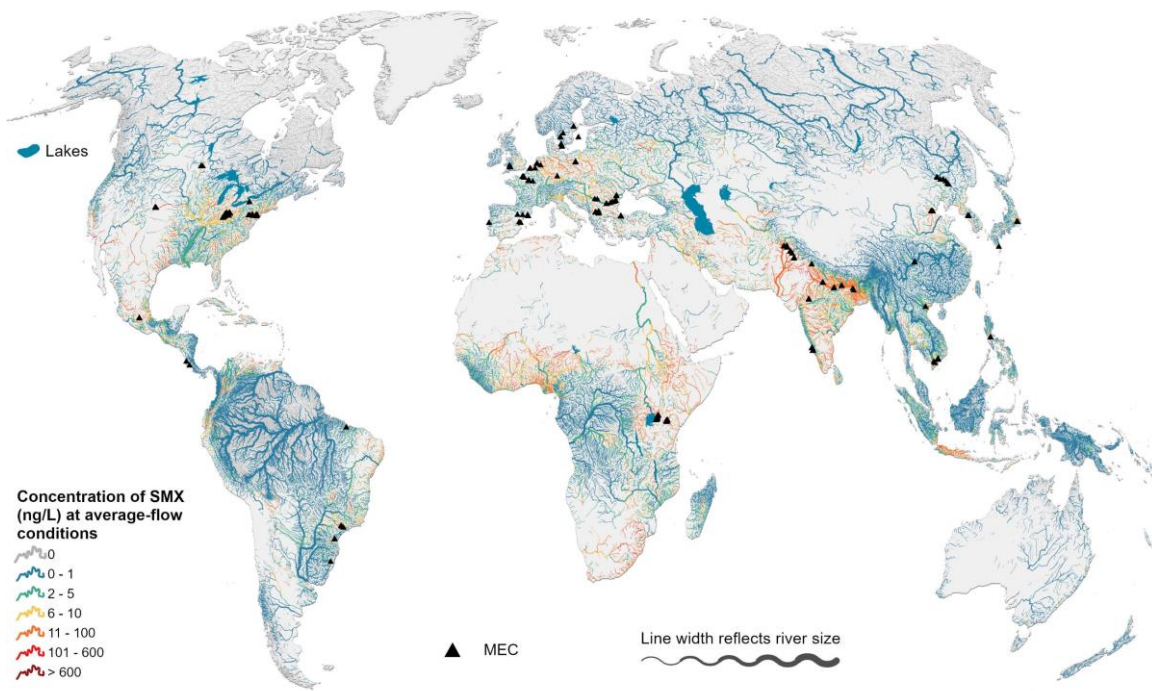 Lakes
Concentration of SMX
(ng/L) at average-flow
conditions
0
0 - 1
2 - 5
6 - 10
11 - 100
101 - 600
> 600
MEC
Line width reflects river size